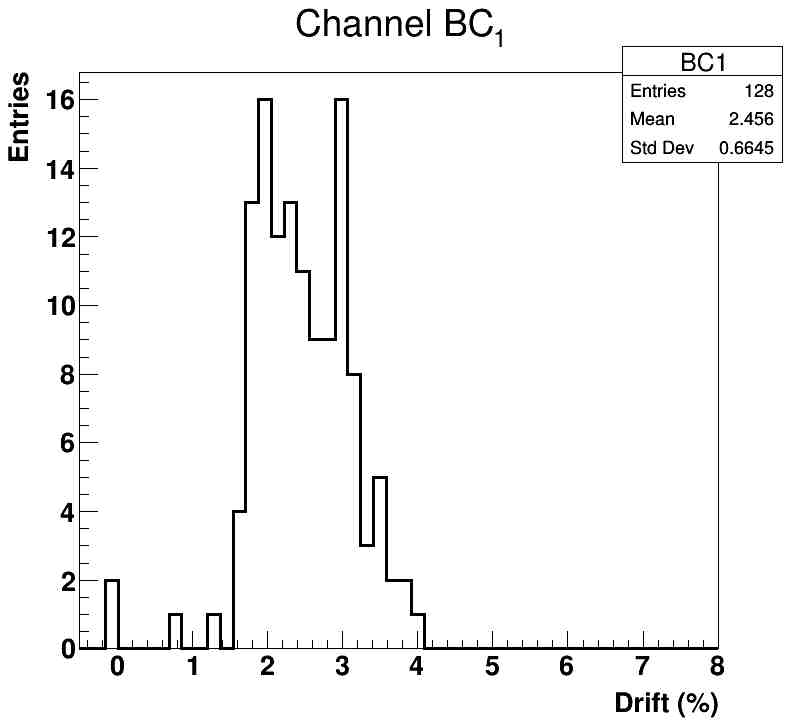 Channel BC₁
BC1
Entries 128
Mean 2.456
Std Dev 0.6645
Entries
16
14
12
10
8
6
4
2
0
0 1 2 3 4 5 6 7 8
Drift (%)